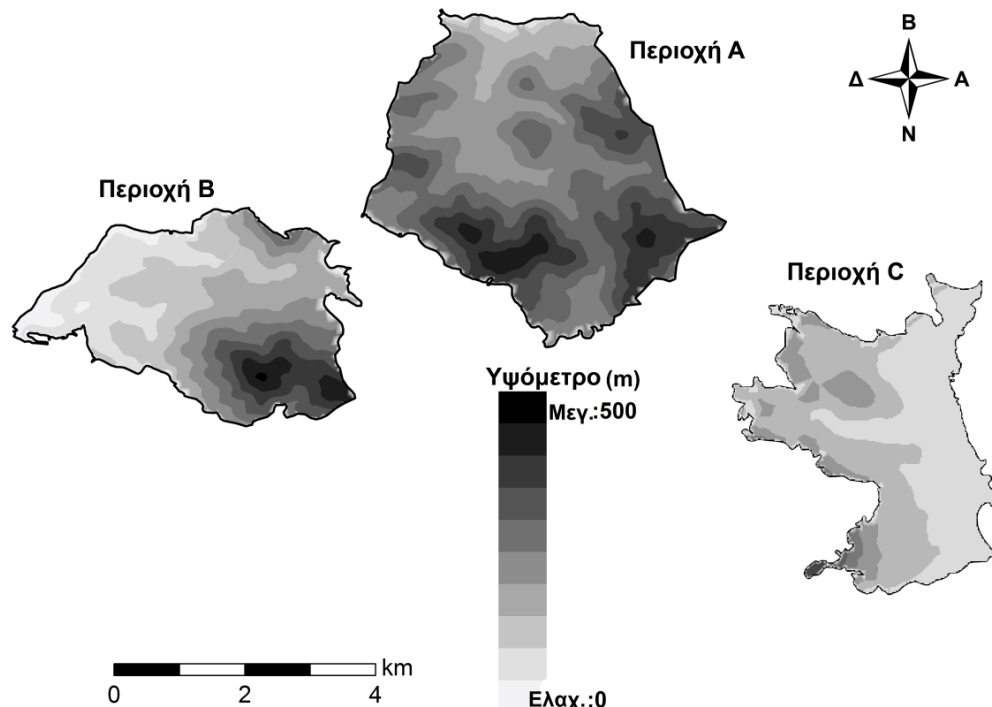 Β
Περιοχή Α
Δ Α
Ν
Περιοχή Β
Περιοχή C
Υψόμετρο (m)
Μεγ.:500
km
0 2 4
Ελαχ.:0